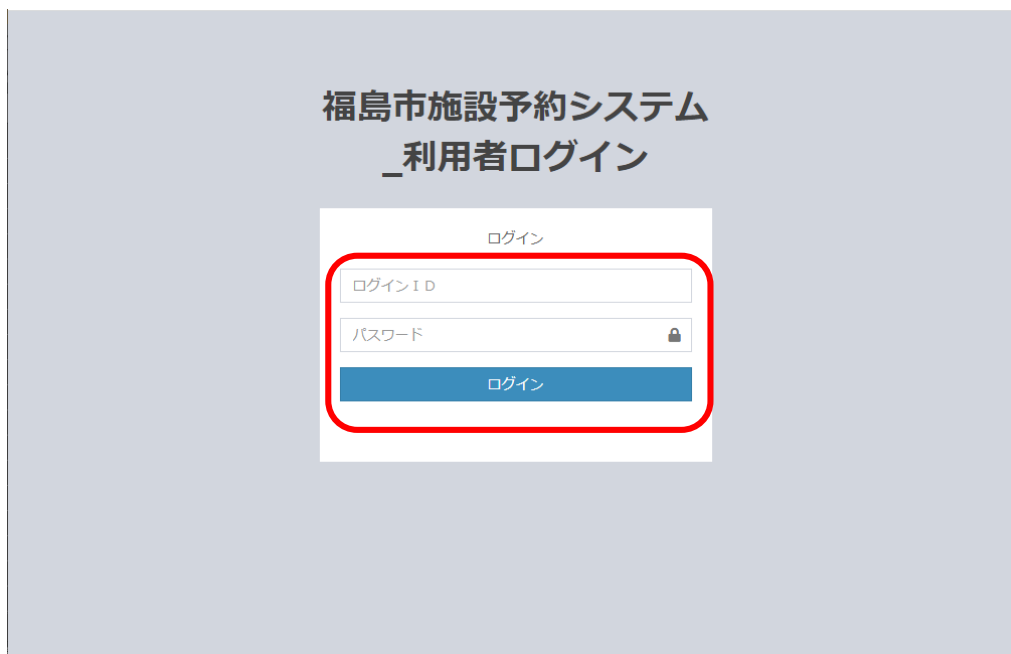 福島市施設予約システム
_利用者ログイン
ログイン
ログインＩＤ
パスワード
ログイン